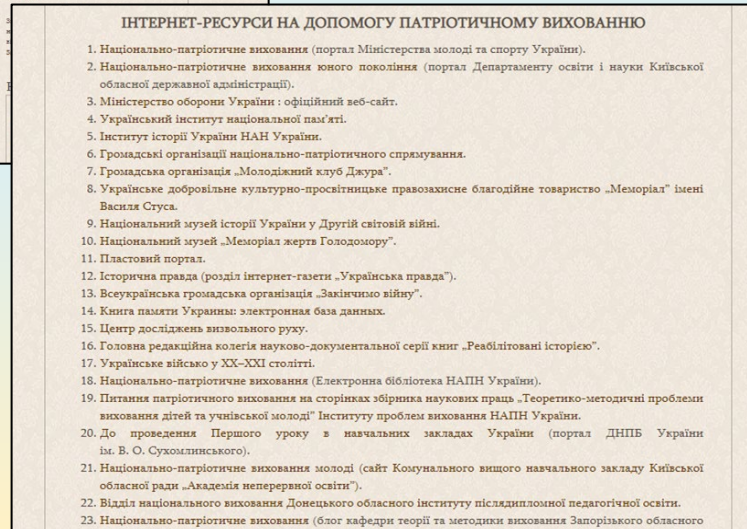 ІНТЕРНЕТ-РЕСУРСИ НА ДОПОМОГУ ПАТРІОТИЧНОМУ ВИХОВАННЮ
1. Національно-патріотичне виховання (портал Міністерства молоді та спорту України).
2. Національно-патріотичне виховання юного покоління (портал Департаменту освіти і науки Київської
обласної державної адміністрації).
3. Міністерство оборони України : офіційний веб-сайт.
4. Український інститут національної пам’яті.
5. Інститут історії України НАН України.
6. Громадські організації національно-патріотичного спрямування.
7. Громадська організація „Молодіжний клуб Джура”.
8. Українське добровільне культурно-просвітницьке правозахисне благодійне товариство „Меморіал” імені
Василя Стуса.
9. Національний музей історії України у Другій світовій війні.
10. Національний музей „Меморіал жертв Голодомору”.
11. Пластовий портал.
12. Історична правда (розділ інтернет-газети „Українська правда”).
13. Всеукраїнська громадська організація „Закінчимо війну”.
14. Книга памяти Украины: электронная база данных.
15. Центр досліджень визвольного руху.
16. Головна редакційна колегія науково-документальної серії книг „Реабілітовані історією”.
17. Українське військо у XX–XXI столітті.
18. Національно-патріотичне виховання (Електронна бібліотека НАПН України).
19. Питання патріотичного виховання на сторінках збірника наукових праць „Теоретико-методичні проблеми
виховання дітей та учнівської молоді” Інституту проблем виховання НАПН України.
20. До проведення Першого уроку в навчальних закладах України (портал ДНПБ України
ім. В. О. Сухомлинського).
21. Національно-патріотичне виховання молоді (сайт Комунального вищого навчального закладу Київської
обласної ради „Академія неперервної освіти”).
22. Відділ національного виховання Донецького обласного інституту післядипломної педагогічної освіти.
23. Національно-патріотичне виховання (блог кафедри теорії та методики виховання Запорізького обласного